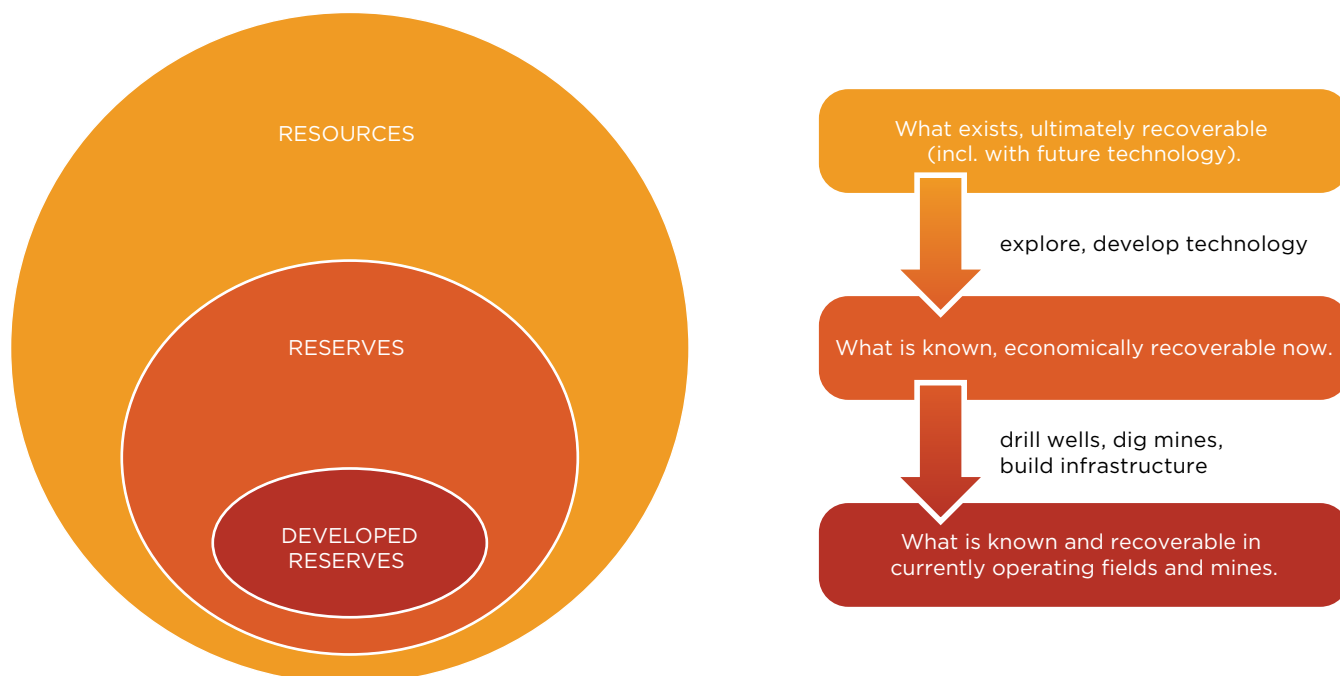 RESOURCES
RESERVES
DEVELOPED
RESERVES
What exists, ultimately recoverable
(incl. with future technology).
explore, develop technology
What is known, economically recoverable now.
drill wells, dig mines,
build infrastructure
What is known and recoverable in
currently operating fields and mines.